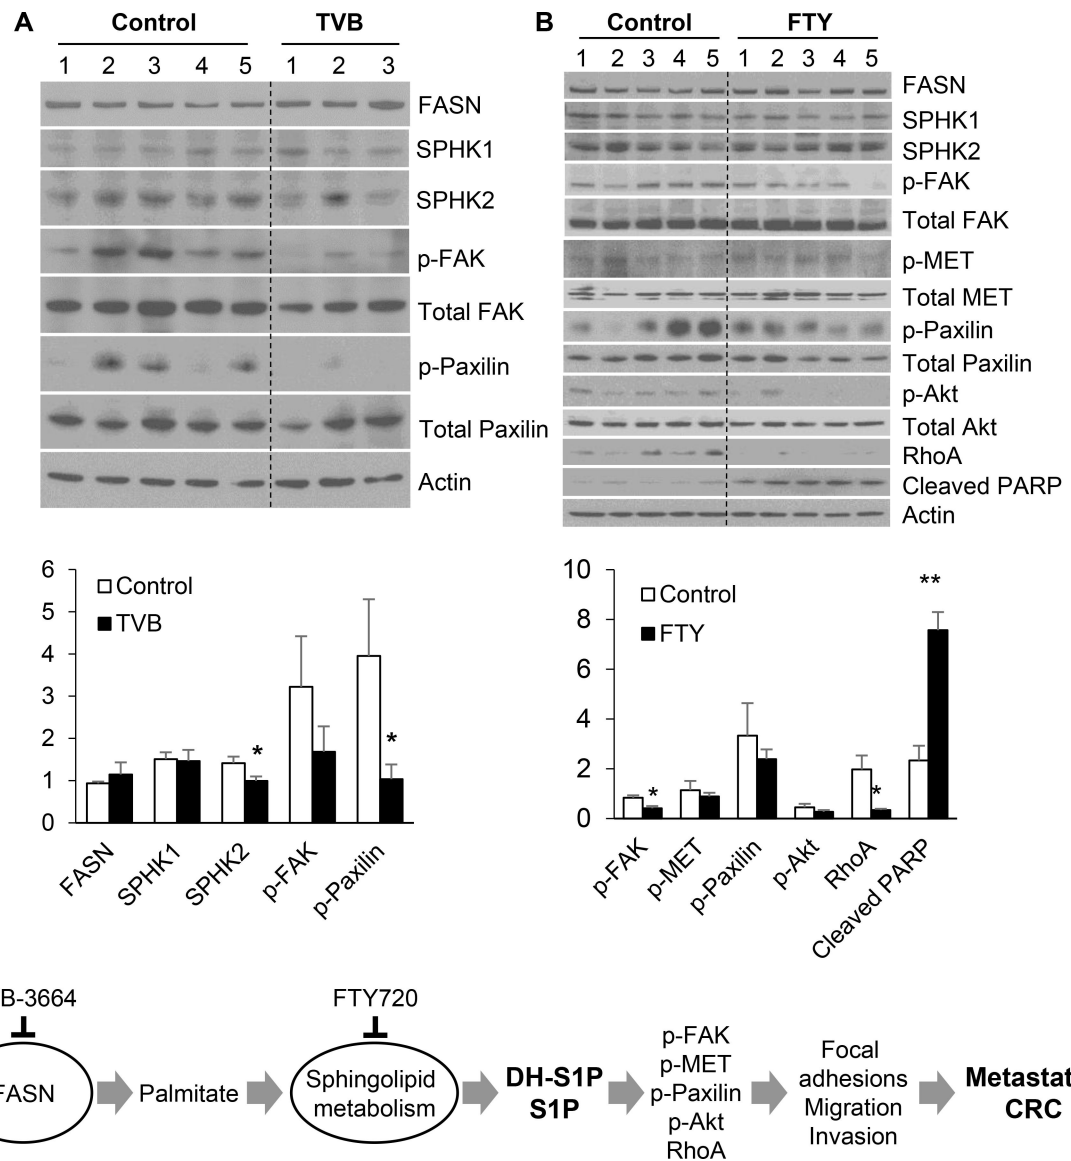 A
Control
TVB
1 2 3 4 5 1 2 3
FASN
SPHK1
SPHK2
p-FAK
Total FAK
p-Paxilin
Total Paxilin
Actin
B
Control
FTY
1 2 3 4 5 1 2 3 4 5
FASN
SPHK1
SPHK2
p-FAK
Total FAK
p-MET
Total MET
p-Paxilin
Total Paxilin
p-Akt
Total Akt
RhoA
Cleaved PARP
Actin
6
5
4
3
2
1
0
Control
TVB
*
*
FASN
SPHK1
SPHK2
p-FAK
p-Paxilin
10
8
6
4
2
0
Control
FTY
*
*
**
p-FAK
p-MET
p-Paxilin
p-Akt
RhoA
Cleaved PARP
B-3664
FASN
Palmitate
FTY720
Sphingolipid
metabolism
DH-S1P
S1P
p-FAK
p-MET
p-Paxilin
p-Akt
RhoA
Focal
adhesions
Migration
Invasion
Metastat
CRC